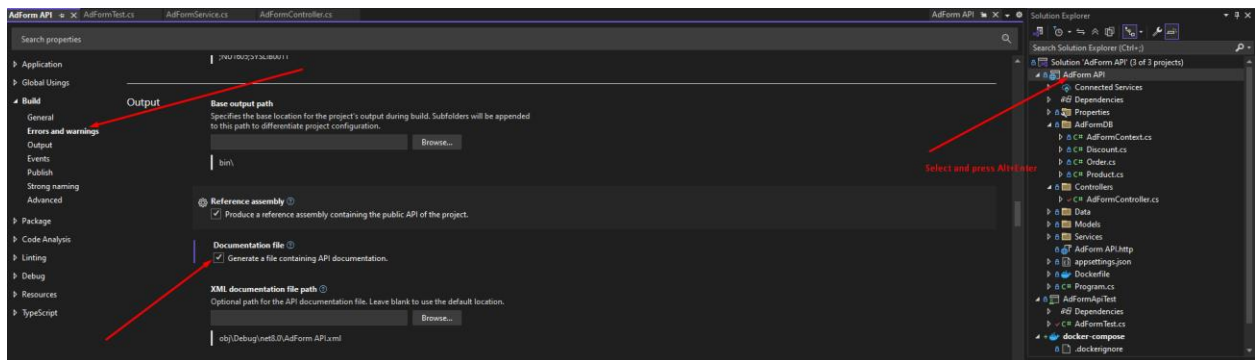 AdForm API
AdFormTest.cs
AdFormService.cs
AdFormController.cs
AdForm API
Search properties
Application
Global Usings
Build
General
Errors and warnings
Output
Events
Publish
Strong naming
Advanced
Package
Code Analysis
Linting
Debug
Resources
TypeScript
;NU1605;SYSLIB0011
Output
Base output path
Specifies the base location for the project's output during build. Subfolders will be appended
to this path to differentiate project configuration.
Browse...
bin\
Reference assembly
Produce a reference assembly containing the public API of the project.
Documentation file
Generate a file containing API documentation.
XML documentation file path
Optional path for the API documentation file. Leave blank to use the default location.
Browse...
obj\Debug\net8.0\AdForm API.xml
Select and press Alt+Enter
Solution Explorer
Search Solution Explorer (Ctrl+;)
Solution 'AdForm API' (3 of 3 projects)
AdForm API
Connected Services
Dependencies
Properties
AdFormDB
C# AdFormContext.cs
C# Discount.cs
C# Order.cs
C# Product.cs
Controllers
C# AdFormController.cs
Data
Models
Services
AdForm API.http
appsettings.json
Dockerfile
C# Program.cs
AdFormApiTest
Dependencies
C# AdFormTest.cs
docker-compose
.dockerignore